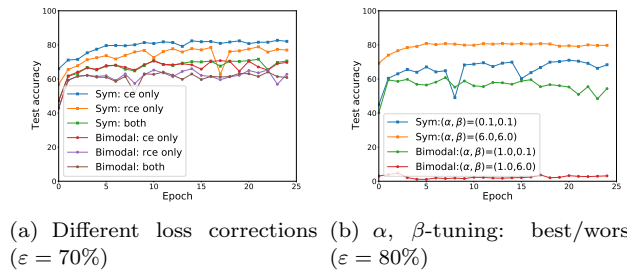 100
80
60
40
20
0
0 5 10 15 20 25
Test accuracy
Epoch
Sym: ce only
Sym: rce only
Sym: both
Bimodal: ce only
Bimodal: rce only
Bimodal: both
100
80
60
40
20
0
0 5 10 15 20 25
Test accuracy
Epoch
Sym:(α,β)=(0.1,0.1)
Sym:(α,β)=(6.0,6.0)
Bimodal:(α,β)=(1.0,0.1)
Bimodal:(α,β)=(1.0,6.0)
(a) Different loss corrections
(ε = 70%)
(b) α, β-tuning: best/wors
(ε = 80%)